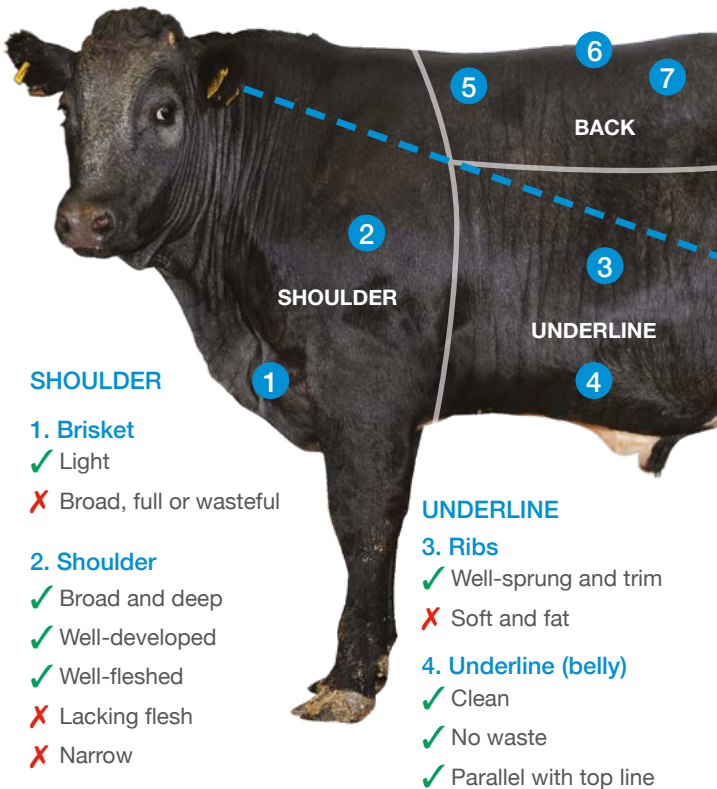 6
5
7
BACK
2
SHOULDER
3
UNDERLINE
1
4
SHOULDER
1. Brisket
✓ Light
✗ Broad, full or wasteful
2. Shoulder
✓ Broad and deep
✓ Well-developed
✓ Well-fleshed
✗ Lacking flesh
✗ Narrow
UNDERLINE
3. Ribs
✓ Well-sprung and trim
✗ Soft and fat
4. Underline (belly)
✓ Clean
✓ No waste
✓ Parallel with top line